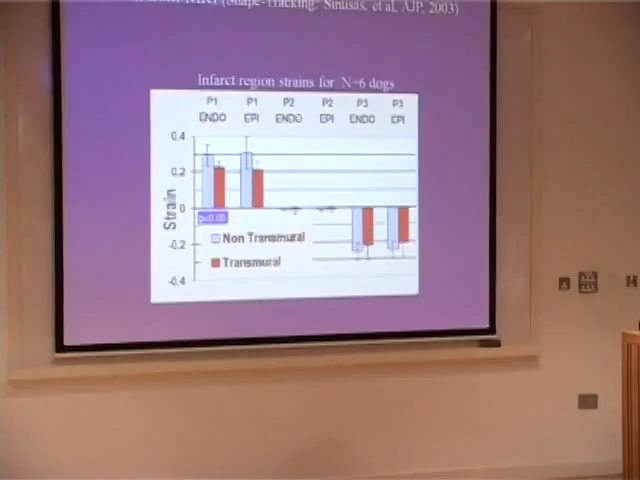 (Shape-Tracking: Sinusas, et al, AJP, 2003)
Infarct region strains for N=6 dogs
P1 P1 P2 P2 P3 P3
ENDO EPI ENDO EPI ENDO EPI
0.4
0.2
0
-0.2
-0.4
Strain
p<0.05
Non Transmural
Transmural